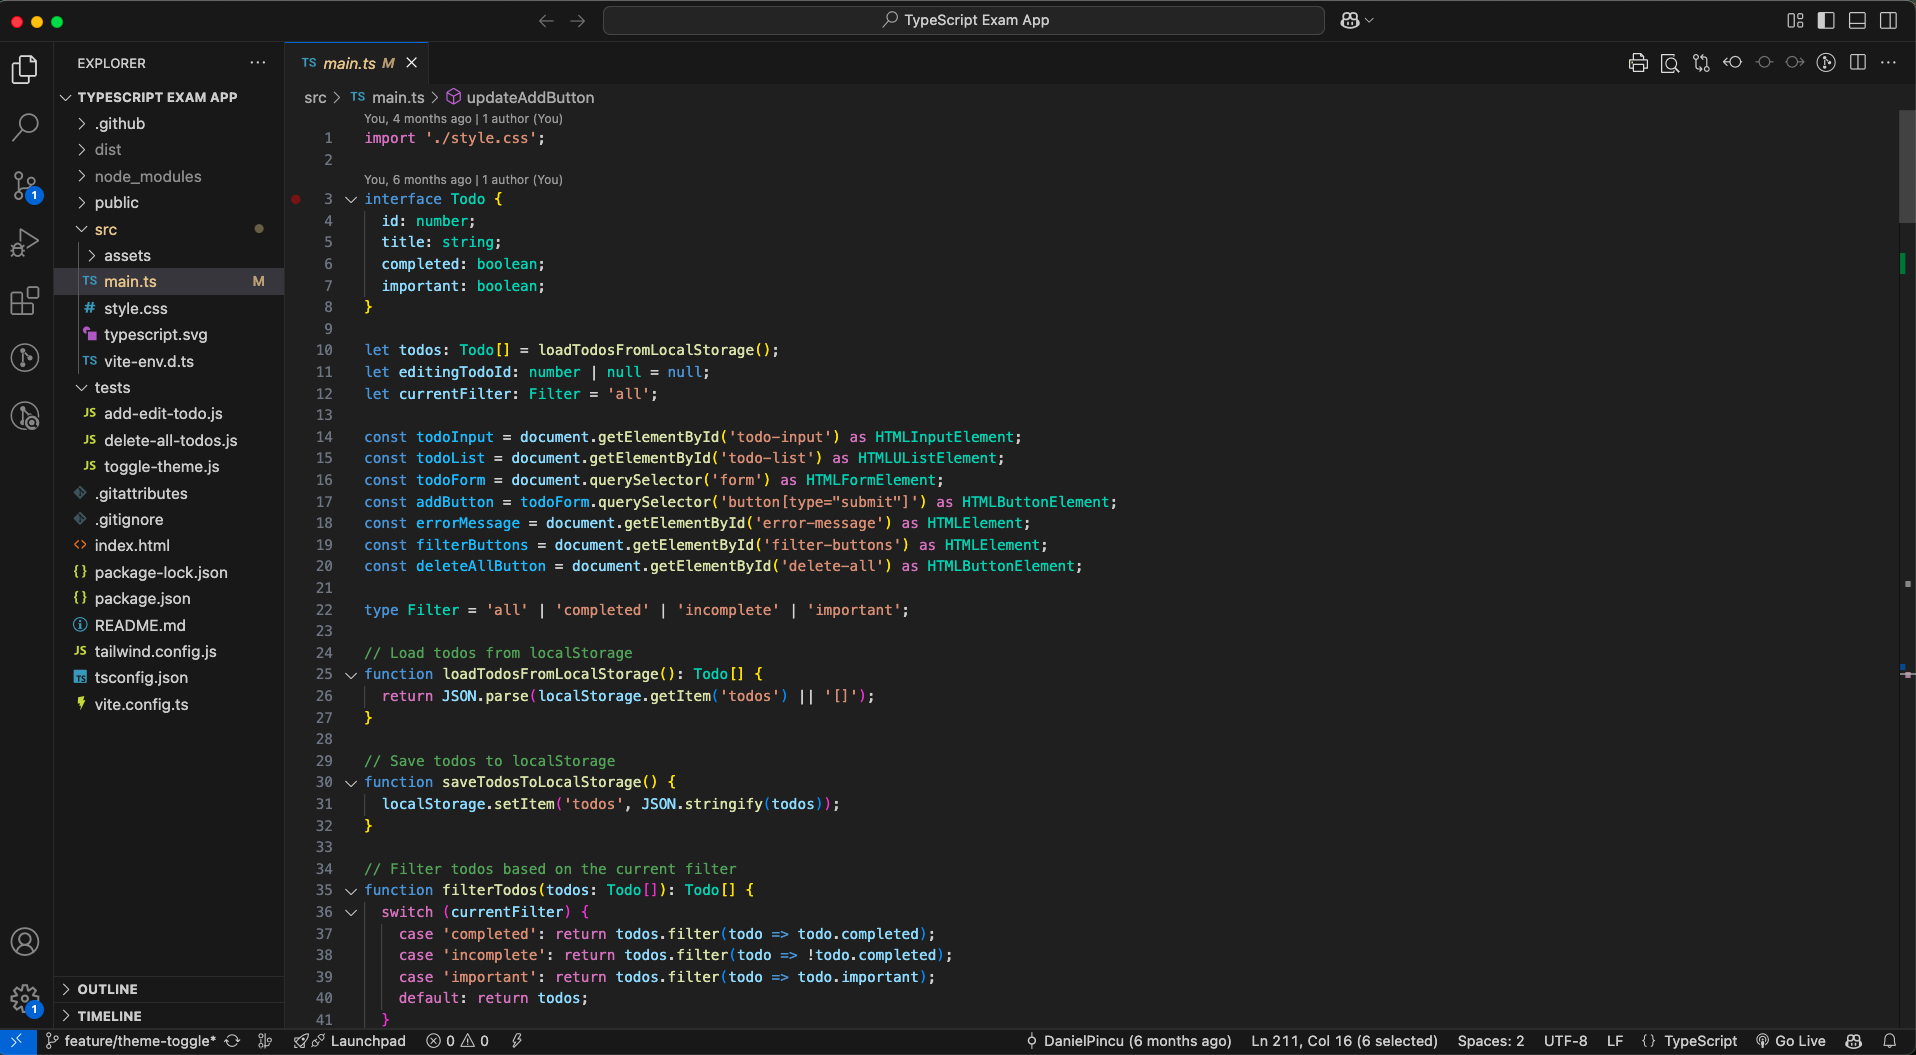 TypeScript Exam App
EXPLORER
TYPESCRIPT EXAM APP
.github
dist
node_modules
public
src
assets
TS main.ts M
# style.css
typescript.svg
TS vite-env.d.ts
tests
JS add-edit-todo.js
JS delete-all-todos.js
JS toggle-theme.js
.gitattributes
.gitignore
<> index.html
{} package-lock.json
{} package.json
README.md
JS tailwind.config.js
TS tsconfig.json
vite.config.ts
OUTLINE
TIMELINE
1
1
TS main.ts M
src > TS main.ts > updateAddButton
You, 4 months ago | 1 author (You)
1 import './style.css';
2
You, 6 months ago | 1 author (You)
3 interface Todo {
4 id: number;
5 title: string;
6 completed: boolean;
7 important: boolean;
8 }
9
10 let todos: Todo[] = loadTodosFromLocalStorage();
11 let editingTodoId: number | null = null;
12 let currentFilter: Filter = 'all';
13
14 const todoInput = document.getElementById('todo-input') as HTMLInputElement;
15 const todoList = document.getElementById('todo-list') as HTMLUListElement;
16 const todoForm = document.querySelector('form') as HTMLFormElement;
17 const addButton = todoForm.querySelector('button[type="submit"]') as HTMLButtonElement;
18 const errorMessage = document.getElementById('error-message') as HTMLElement;
19 const filterButtons = document.getElementById('filter-buttons') as HTMLElement;
20 const deleteAllButton = document.getElementById('delete-all') as HTMLButtonElement;
21
22 type Filter = 'all' | 'completed' | 'incomplete' | 'important';
23
24 // Load todos from localStorage
25 function loadTodosFromLocalStorage(): Todo[] {
26 return JSON.parse(localStorage.getItem('todos') || '[]');
27 }
28
29 // Save todos to localStorage
30 function saveTodosToLocalStorage() {
31 localStorage.setItem('todos', JSON.stringify(todos));
32 }
33
34 // Filter todos based on the current filter
35 function filterTodos(todos: Todo[]): Todo[] {
36 switch (currentFilter) {
37 case 'completed': return todos.filter(todo => todo.completed);
38 case 'incomplete': return todos.filter(todo => !todo.completed);
39 case 'important': return todos.filter(todo => todo.important);
40 default: return todos;
41 }
feature/theme-toggle* Launchpad 0 0 DanielPincu (6 months ago) Ln 211, Col 16 (6 selected) Spaces: 2 UTF-8 LF {} TypeScript Go Live